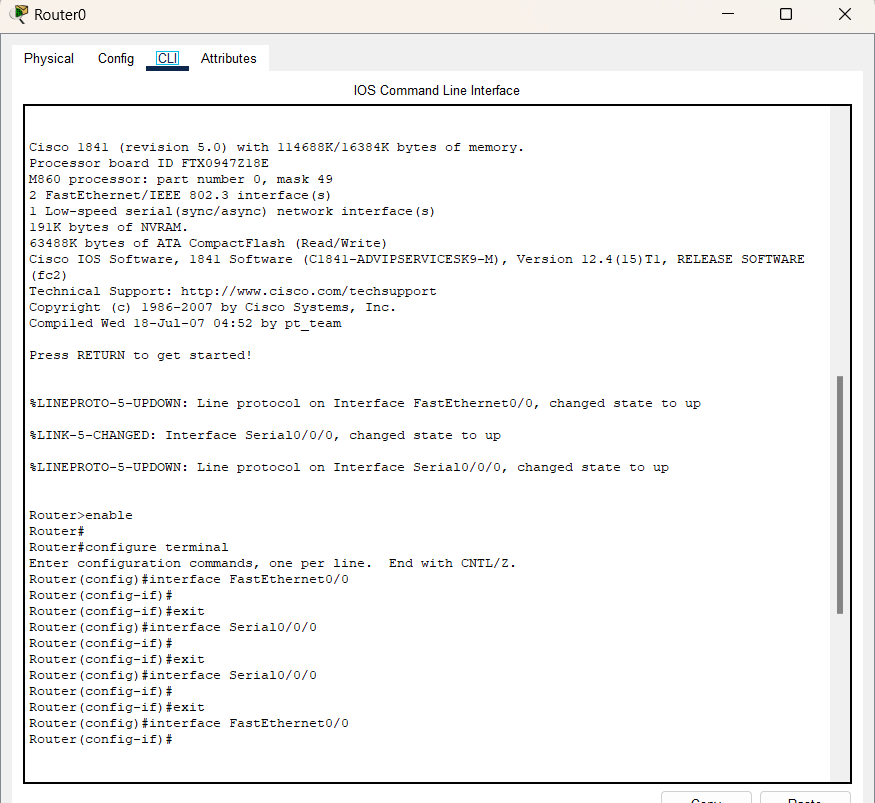 Router0
Physical Config CLI Attributes
IOS Command Line Interface
Cisco 1841 (revision 5.0) with 114688K/16384K bytes of memory.
Processor board ID FTX0947Z18E
M860 processor: part number 0, mask 49
2 FastEthernet/IEEE 802.3 interface(s)
1 Low-speed serial(sync/async) network interface(s)
191K bytes of NVRAM.
63488K bytes of ATA CompactFlash (Read/Write)
Cisco IOS Software, 1841 Software (C1841-ADVIPSERVICESK9-M), Version 12.4(15)T1, RELEASE SOFTWARE
(fc2)
Technical Support: http://www.cisco.com/techsupport
Copyright (c) 1986-2007 by Cisco Systems, Inc.
Compiled Wed 18-Jul-07 04:52 by pt_team
Press RETURN to get started!
%LINEPROTO-5-UPDOWN: Line protocol on Interface FastEthernet0/0, changed state to up
%LINK-5-CHANGED: Interface Serial0/0/0, changed state to up
%LINEPROTO-5-UPDOWN: Line protocol on Interface Serial0/0/0, changed state to up
Router>enable
Router#
Router#configure terminal
Enter configuration commands, one per line.  End with CNTL/Z.
Router(config)#interface FastEthernet0/0
Router(config-if)#
Router(config-if)#exit
Router(config)#interface Serial0/0/0
Router(config-if)#
Router(config-if)#exit
Router(config)#interface Serial0/0/0
Router(config-if)#
Router(config-if)#exit
Router(config)#interface FastEthernet0/0
Router(config-if)#
Copy Paste